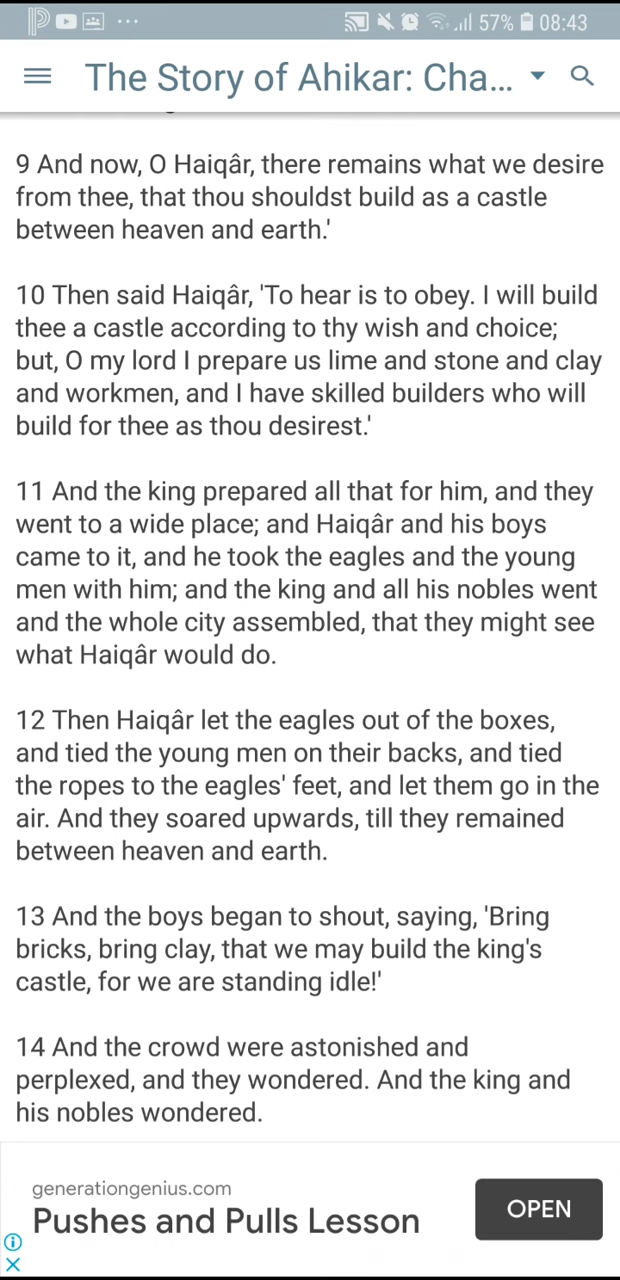 57% 08:43
The Story of Ahikar: Cha...
9 And now, O Haiqâr, there remains what we desire
from thee, that thou shouldst build as a castle
between heaven and earth.'
10 Then said Haiqâr, 'To hear is to obey. I will build
thee a castle according to thy wish and choice;
but, O my lord I prepare us lime and stone and clay
and workmen, and I have skilled builders who will
build for thee as thou desirest.'
11 And the king prepared all that for him, and they
went to a wide place; and Haiqâr and his boys
came to it, and he took the eagles and the young
men with him; and the king and all his nobles went
and the whole city assembled, that they might see
what Haiqâr would do.
12 Then Haiqâr let the eagles out of the boxes,
and tied the young men on their backs, and tied
the ropes to the eagles' feet, and let them go in the
air. And they soared upwards, till they remained
between heaven and earth.
13 And the boys began to shout, saying, 'Bring
bricks, bring clay, that we may build the king's
castle, for we are standing idle!'
14 And the crowd were astonished and
perplexed, and they wondered. And the king and
his nobles wondered.
generationgenius.com
Pushes and Pulls Lesson
OPEN